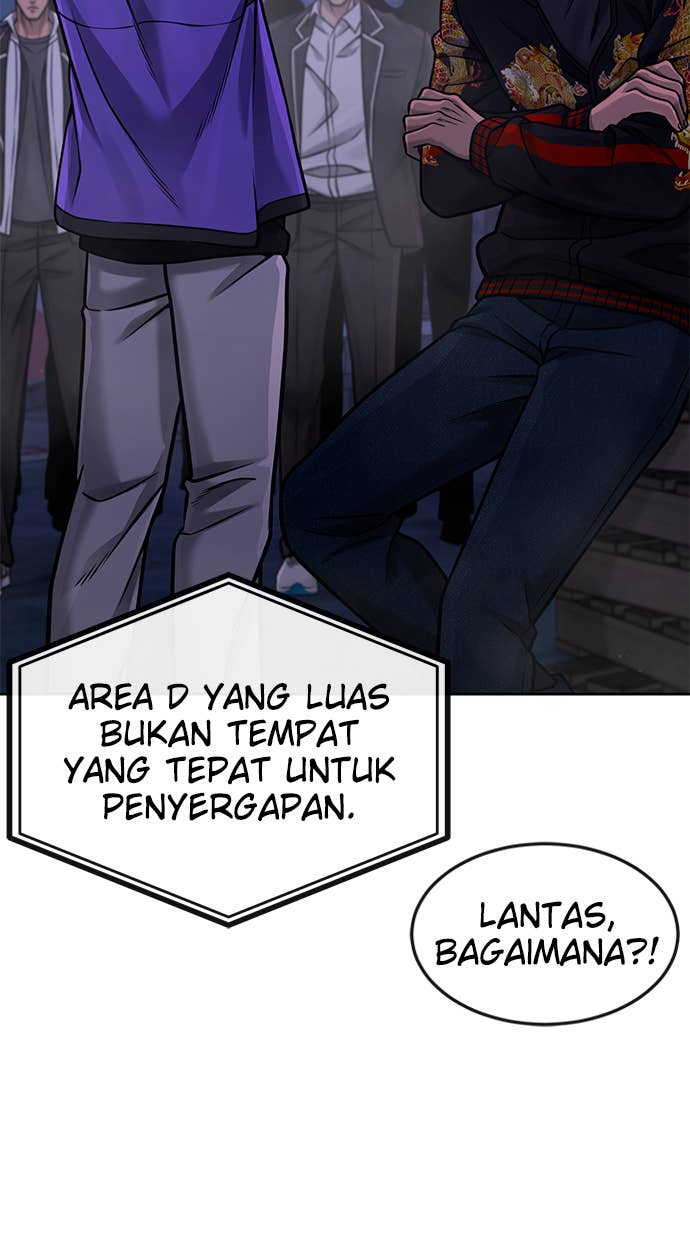 AREA D YANG LUAS
BUKAN TEMPAT
YANG TEPAT UNTUK
PENYERGAPAN.
LANTAS,
BAGAIMANA?!